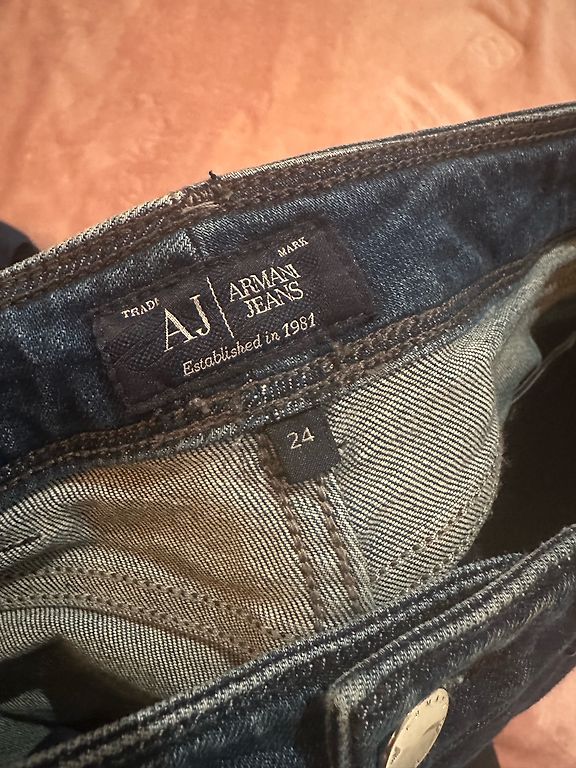 TRADE MARK
AJ ARMANI
JEANS
Established in 1981
24